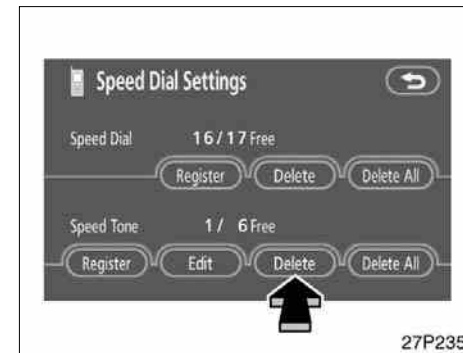 Speed Dial Settings
Speed Dial 16/17 Free
Register Delete Delete All
Speed Tone 1/ 6 Free
Register Edit Delete Delete All
27P235